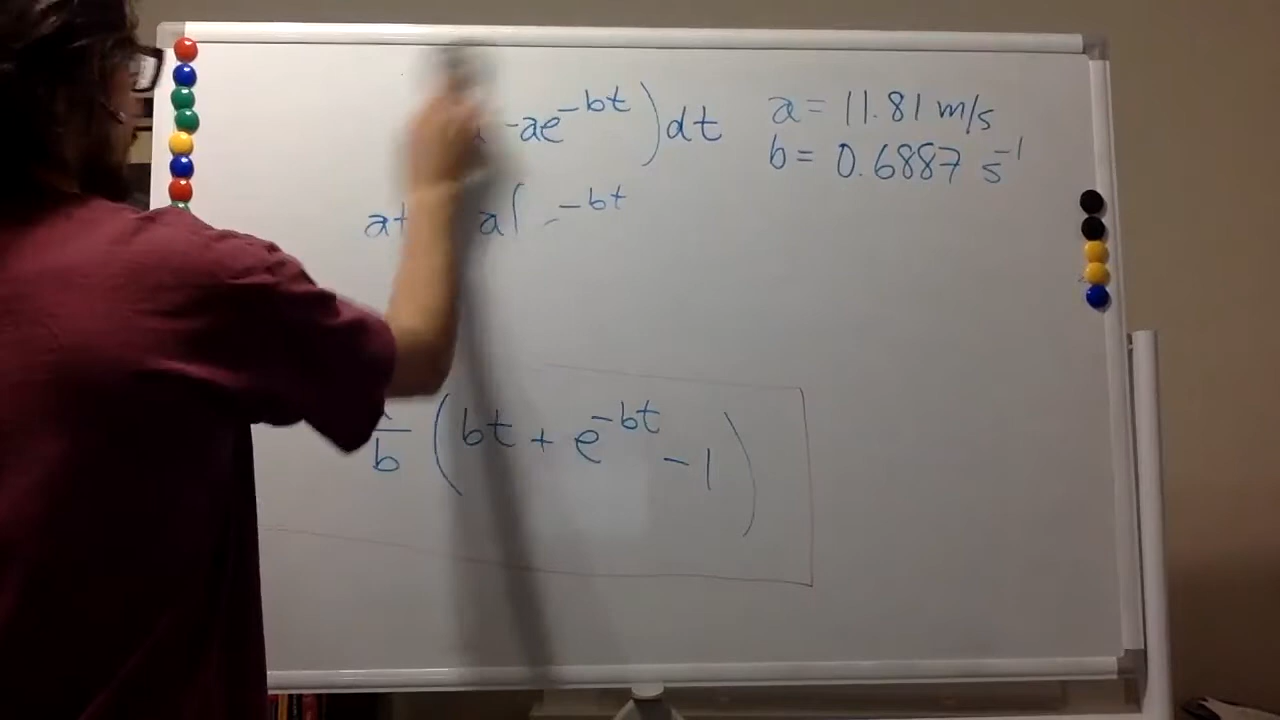 -ae^{-bt})dt
a = 11.81 m/s
b = 0.6887 s^{-1}
at a( -bt
b (bt + e^{-bt} - 1)